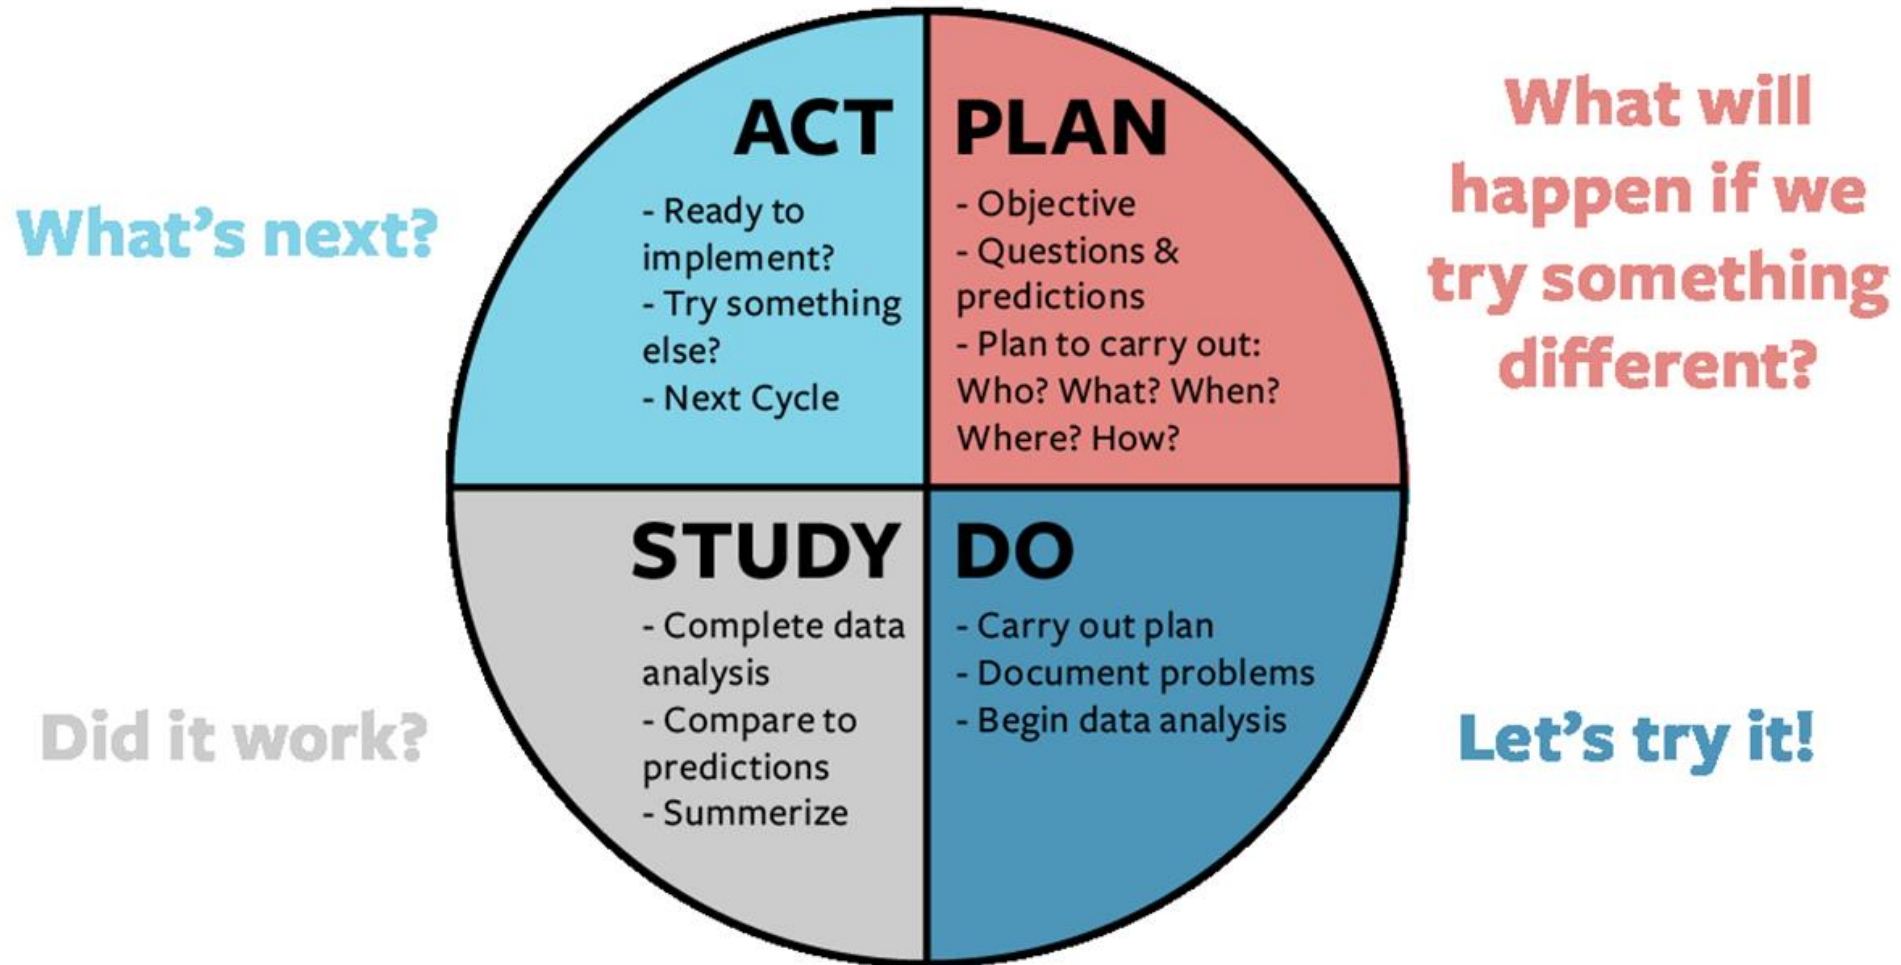 What's next?
ACT
- Ready to
implement?
- Try something
else?
- Next Cycle
PLAN
- Objective
- Questions &
predictions
- Plan to carry out:
Who? What? When?
Where? How?
What will
happen if we
try something
different?
Did it work?
STUDY
- Complete data
analysis
- Compare to
predictions
- Summerize
DO
- Carry out plan
- Document problems
- Begin data analysis
Let's try it!